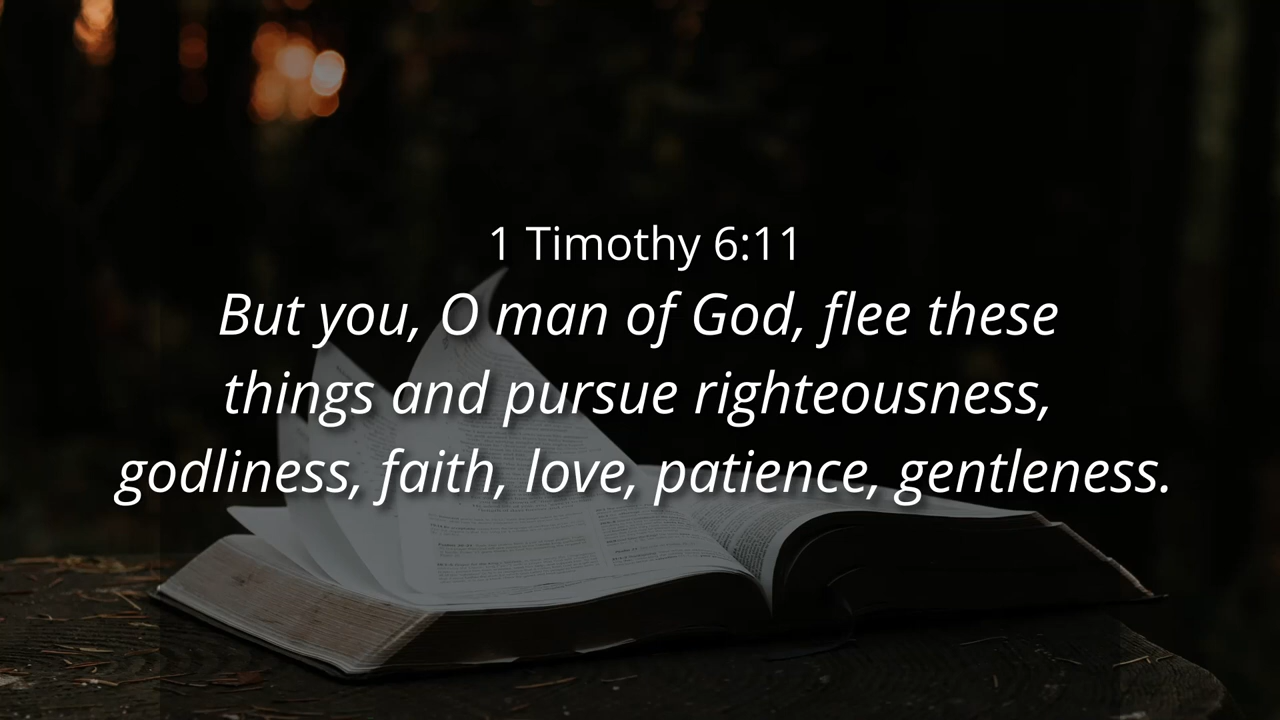 1 Timothy 6:11
But you, O man of God, flee these
things and pursue righteousness,
godliness, faith, love, patience, gentleness.